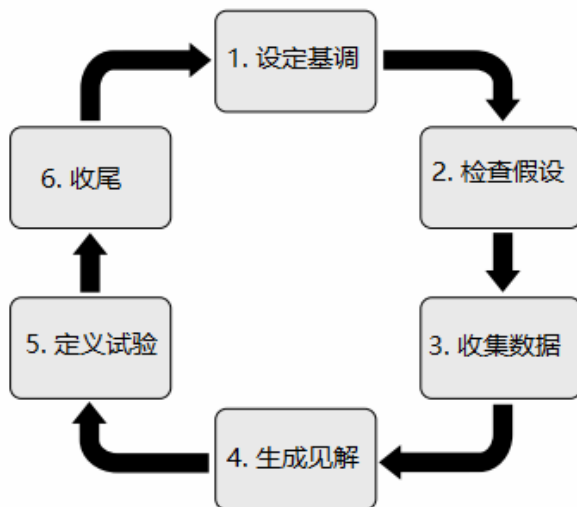 1. 设定基调
2. 检查假设
3. 收集数据
4. 生成见解
5. 定义试验
6. 收尾